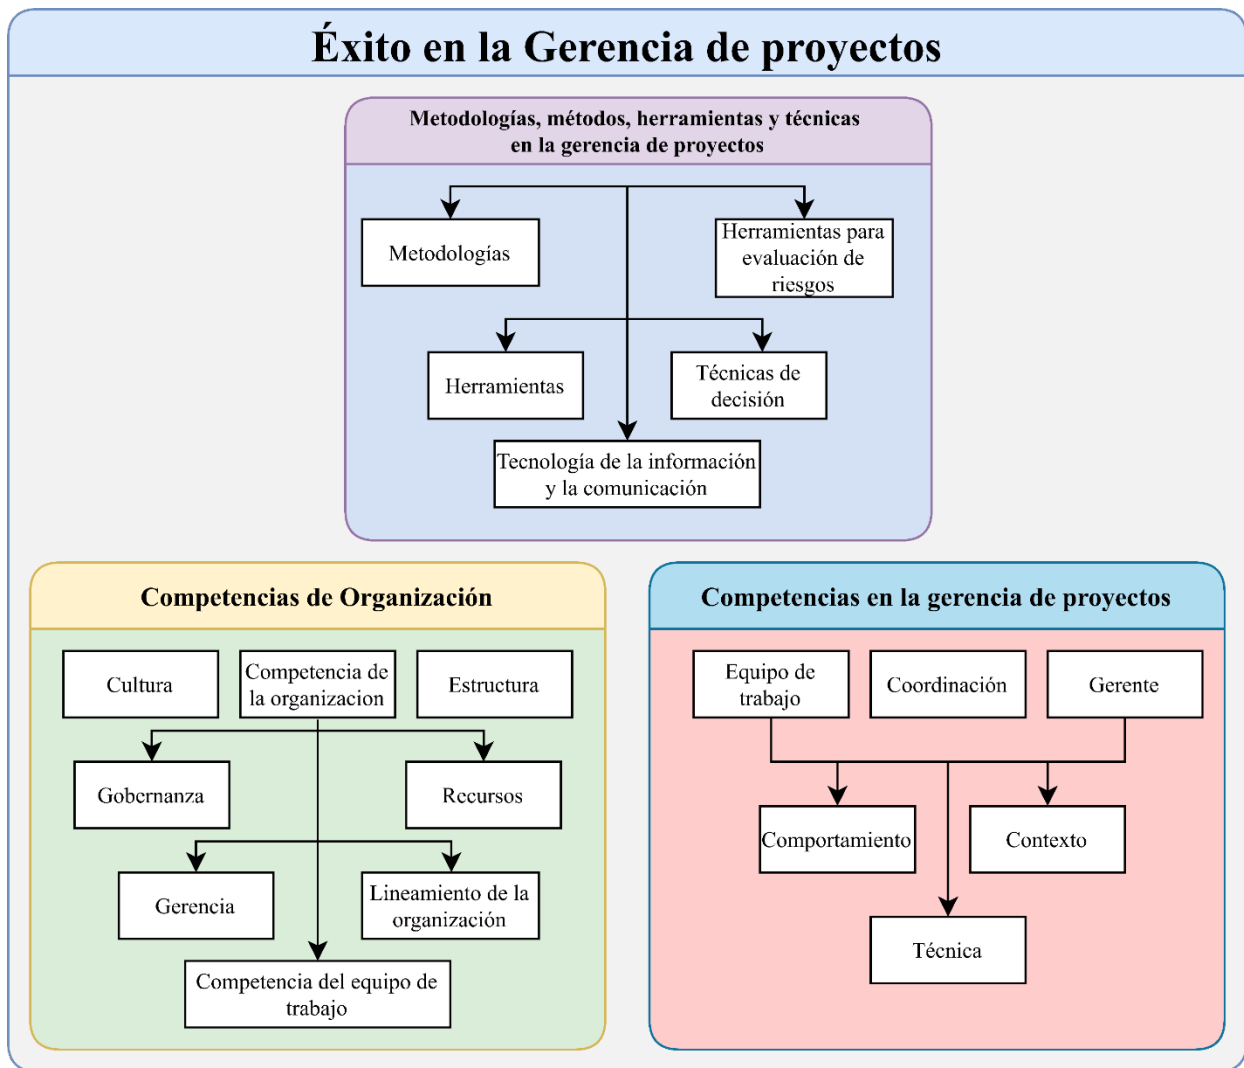 Éxito en la Gerencia de proyectos
Metodologías, métodos, herramientas y técnicas
en la gerencia de proyectos
Metodologías
Herramientas para
evaluación de
riesgos
Herramientas
Técnicas de
decisión
Tecnología de la información
y la comunicación
Competencias de Organización
Cultura
Competencia de
la organizacion
Estructura
Gobernanza
Recursos
Gerencia
Lineamiento de la
organización
Competencia del equipo de
trabajo
Competencias en la gerencia de proyectos
Equipo de
trabajo
Coordinación
Gerente
Comportamiento
Contexto
Técnica